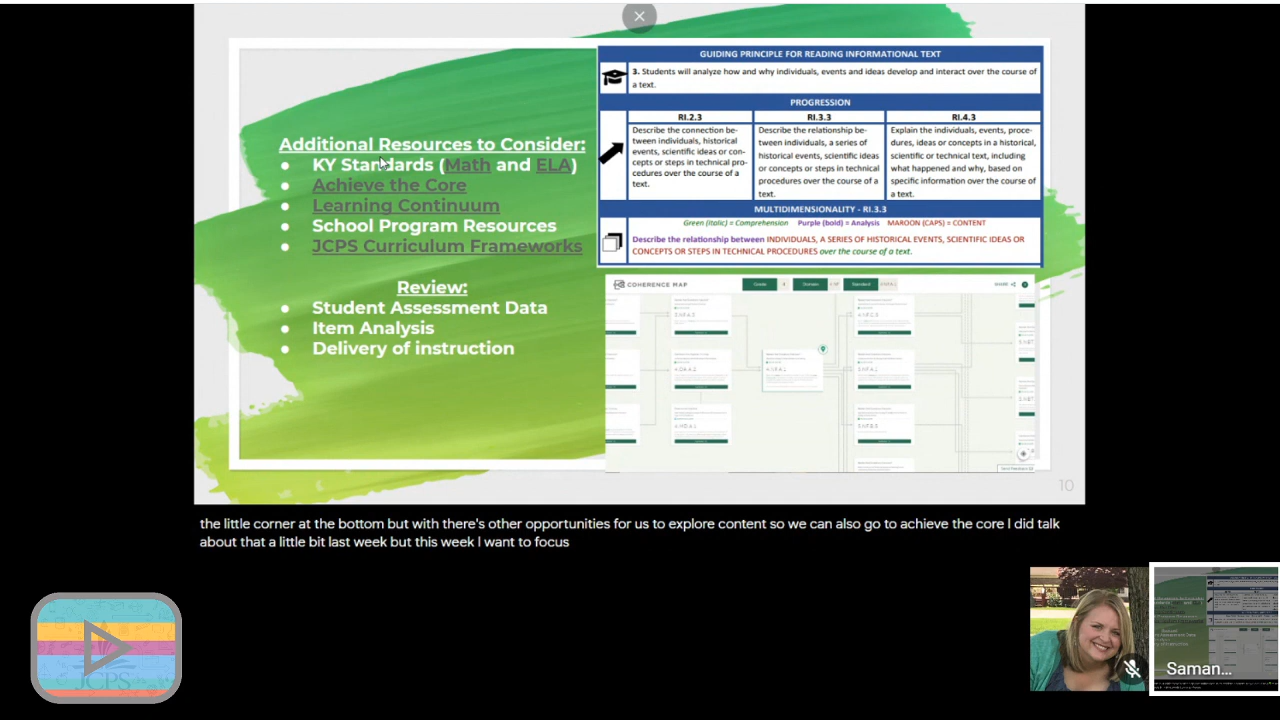 Additional Resources to Consider:
● KY Standards (Math and ELA)
● Achieve the Core
● Learning Continuum
● School Program Resources
● JCPS Curriculum Frameworks
Review:
● Student Assessment Data
● Item Analysis
● Delivery of instruction
GUIDING PRINCIPLE FOR READING INFORMATIONAL TEXT
3. Students will analyze how and why individuals, events and ideas develop and interact over the course of
a text.
PROGRESSION
RI.2.3
Describe the connection be-
tween individuals, historical
events, scientific ideas or con-
cepts or steps in technical pro-
cedures over the course of a
text.
RI.3.3
Describe the relationship be-
tween individuals, a series of
historical events, scientific ideas
or concepts or steps in technical
procedures over the course of a
text.
RI.4.3
Explain the individuals, events, proce-
dures, ideas or concepts in a historical,
scientific or technical text, including
what happened and why, based on
specific information over the course of
a text.
MULTIDIMENSIONALITY - RI.3.3
Green (italic) = Comprehension Purple (bold) = Analysis MAROON (CAPS) = CONTENT
Describe the relationship between INDIVIDUALS, A SERIES OF HISTORICAL EVENTS, SCIENTIFIC IDEAS OR
CONCEPTS OR STEPS IN TECHNICAL PROCEDURES over the course of a text.
COHERENCE MAP
Grade
Domain
Standard
SHARE
10
the little corner at the bottom but with there's other opportunities for us to explore content so we can also go to achieve the core I did talk
about that a little bit last week but this week I want to focus
JCPS
Saman...